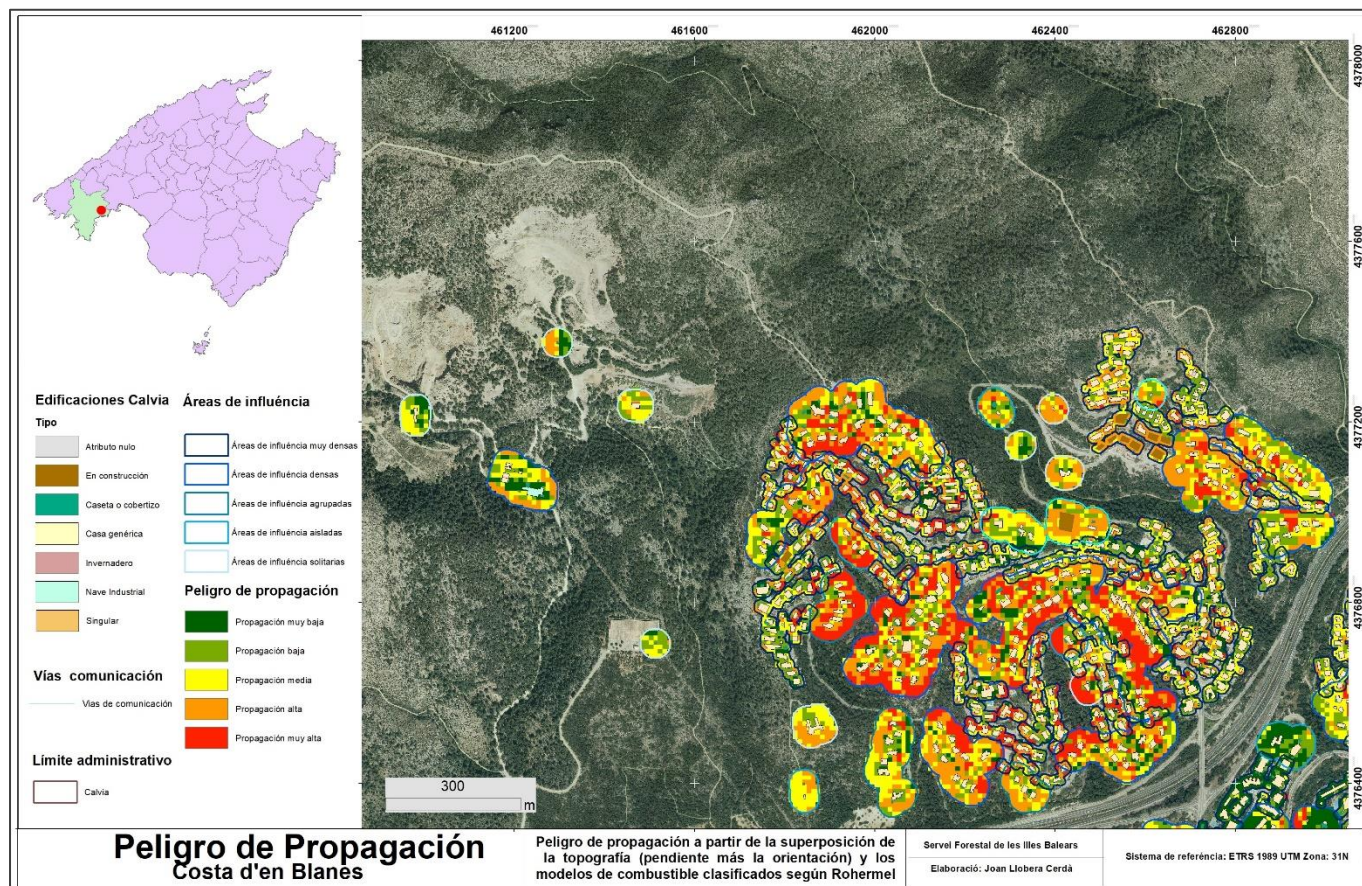 461200 461600 462000 462400 462800
4378000
4377600
4377200
4376800
4376400
Edificaciones Calvia
Tipo
Atributo nulo
En construcción
Caseta o cobertizo
Casa genérica
Invernadero
Nave Industrial
Singular
Vías comunicación
Vias de comunicación
Límite administrativo
Calvia
Áreas de influéncia
Áreas de influéncia muy densas
Áreas de influéncia densas
Áreas de influéncia agrupadas
Áreas de influéncia aisladas
Áreas de influéncia solitarias
Peligro de propagación
Propagación muy baja
Propagación baja
Propagación media
Propagación alta
Propagación muy alta
300
m
Peligro de Propagación
Costa d'en Blanes
Peligro de propagación a partir de la superposición de
la topografía (pendiente más la orientación) y los
modelos de combustible clasificados según Rohermel
Servei Forestal de les Illes Balears
Elaboració: Joan Llobera Cerdà
Sistema de referéncia: ETRS 1989 UTM Zona: 31N